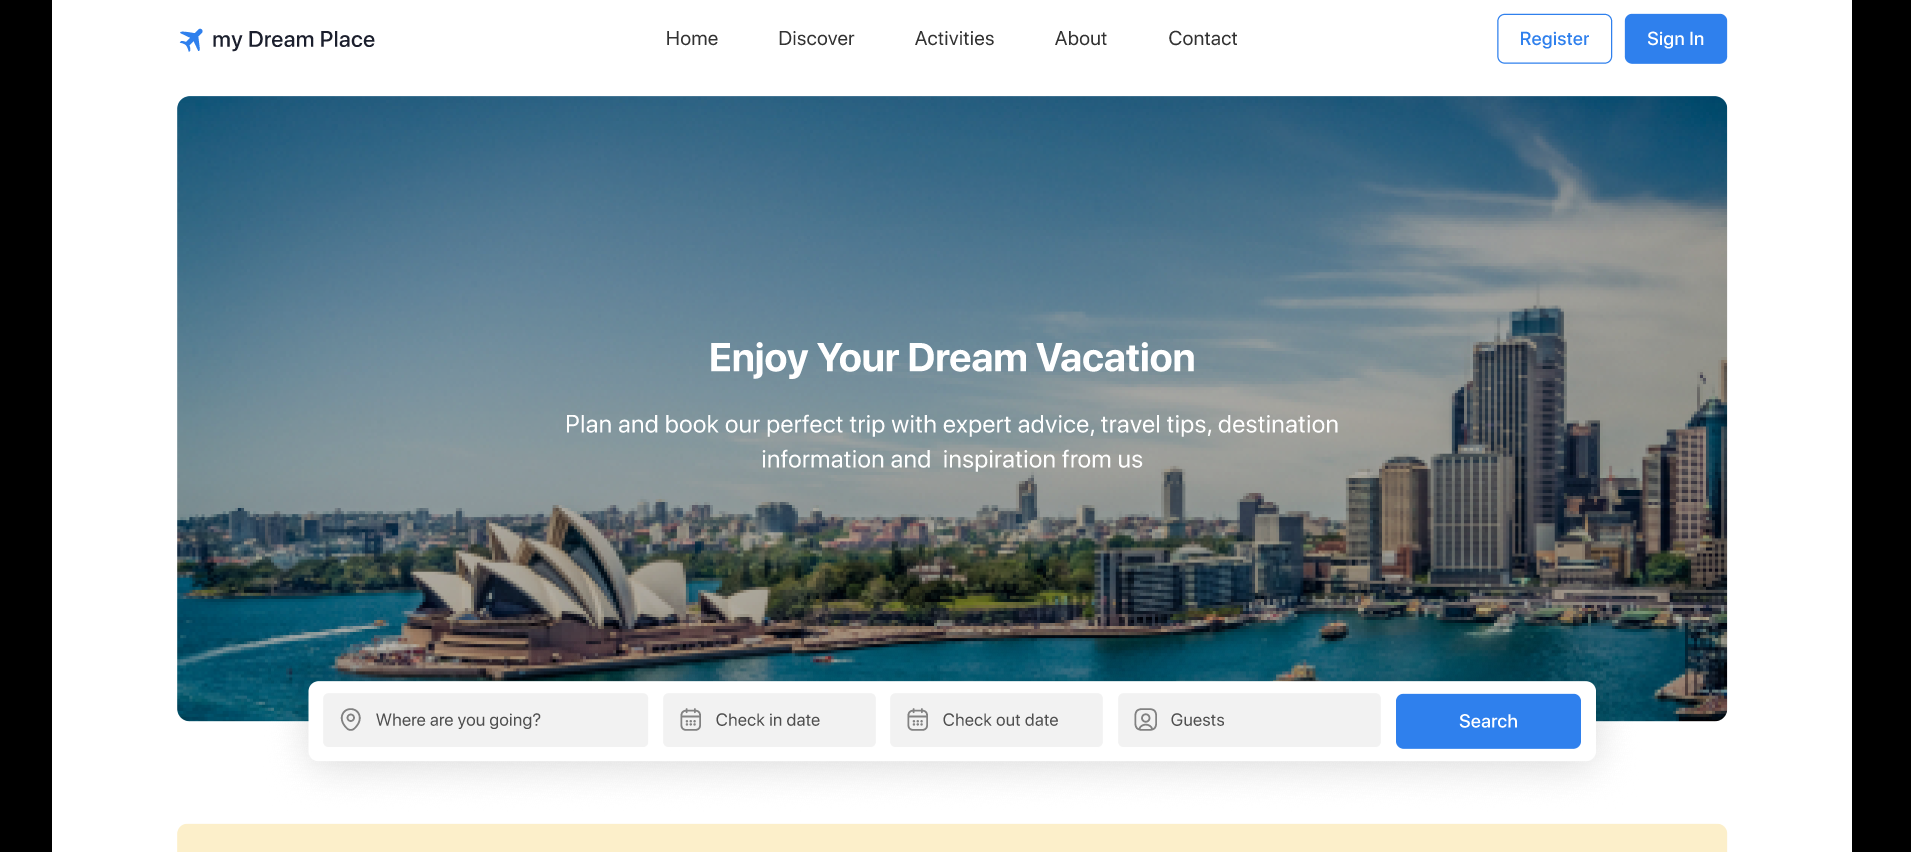 my Dream Place
Home
Discover
Activities
About
Contact
Register
Sign In
Enjoy Your Dream Vacation
Plan and book our perfect trip with expert advice, travel tips, destination
information and  inspiration from us
Where are you going?
Check in date
Check out date
Guests
Search